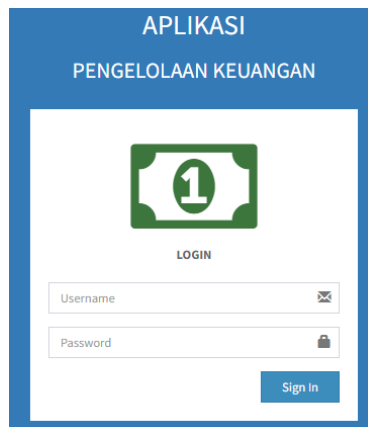 APLIKASI
PENGELOLAAN KEUANGAN
1
LOGIN
Username
Password
Sign In